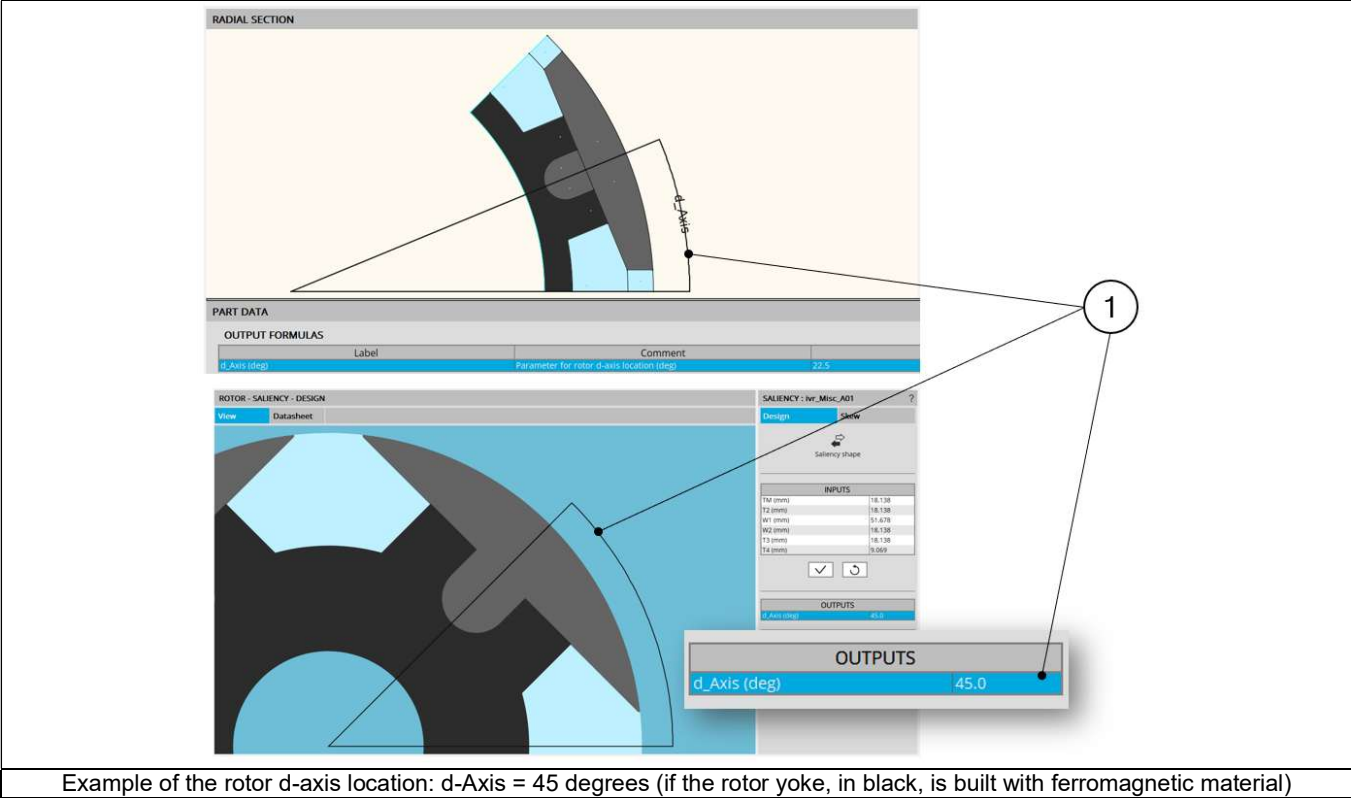 RADIAL SECTION
d_Axis
1
PART DATA
OUTPUT FORMULAS
Label Comment
d_Axis (deg) Parameter for rotor d-axis location (deg) 22.5
ROTOR - SALIENCY - DESIGN
View Datasheet
SALIENCY : ivr_Misc_A01 ?
Design Skew
Saliency shape
INPUTS
TM (mm) 18.138
T2 (mm) 18.138
W1 (mm) 51.678
W2 (mm) 18.138
T3 (mm) 18.138
T4 (mm) 9.069
OUTPUTS
d_Axis (deg) 45.0
OUTPUTS
d_Axis (deg) 45.0
Example of the rotor d-axis location: d-Axis = 45 degrees (if the rotor yoke, in black, is built with ferromagnetic material)